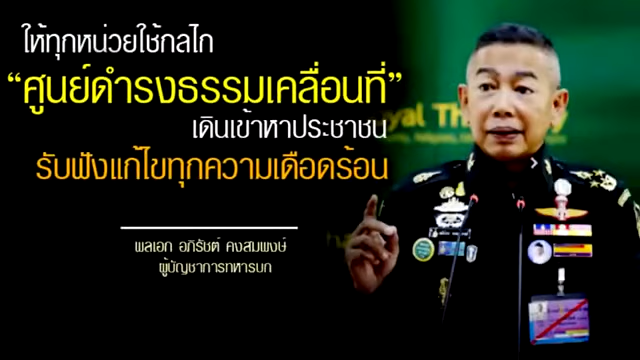 ให้ทุกหน่วยใช้กลไก
“ศูนย์ดำรงธรรมเคลื่อนที่”
เดินเข้าหาประชาชน
รับฟังแก้ไขทุกความเดือดร้อน
พลเอก อภิรัชต์ คงสมพงษ์
ผู้บัญชาการทหารบก